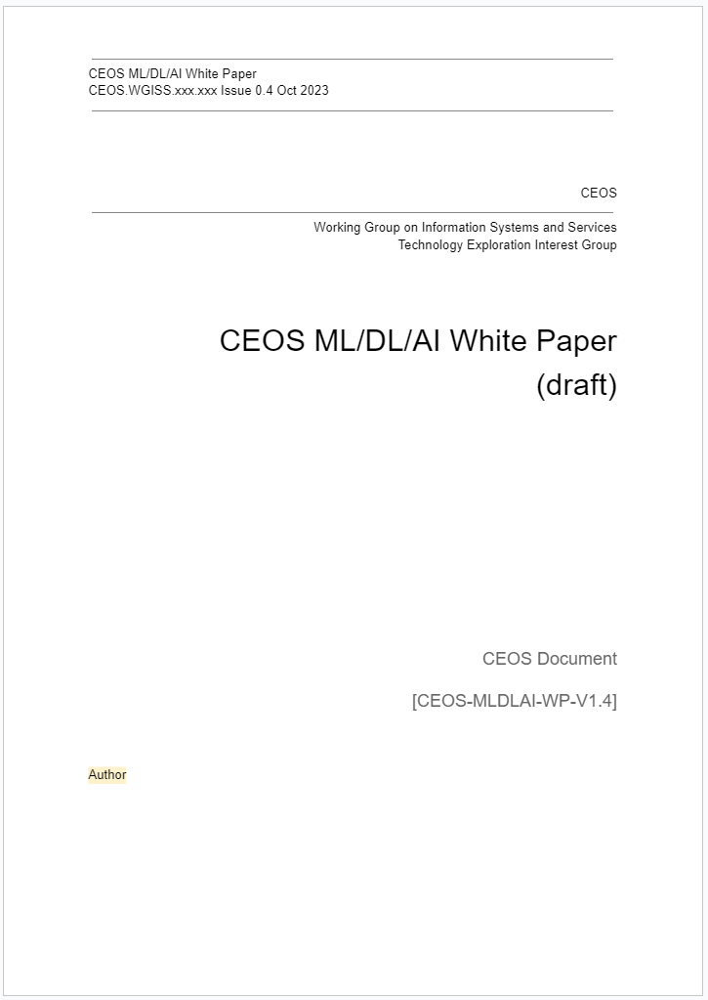 CEOS ML/DL/AI White Paper
CEOS.WGISS.xxx.xxx Issue 0.4 Oct 2023
CEOS
Working Group on Information Systems and Services
Technology Exploration Interest Group
CEOS ML/DL/AI White Paper
(draft)
CEOS Document
[CEOS-MLDLAI-WP-V1.4]
Author